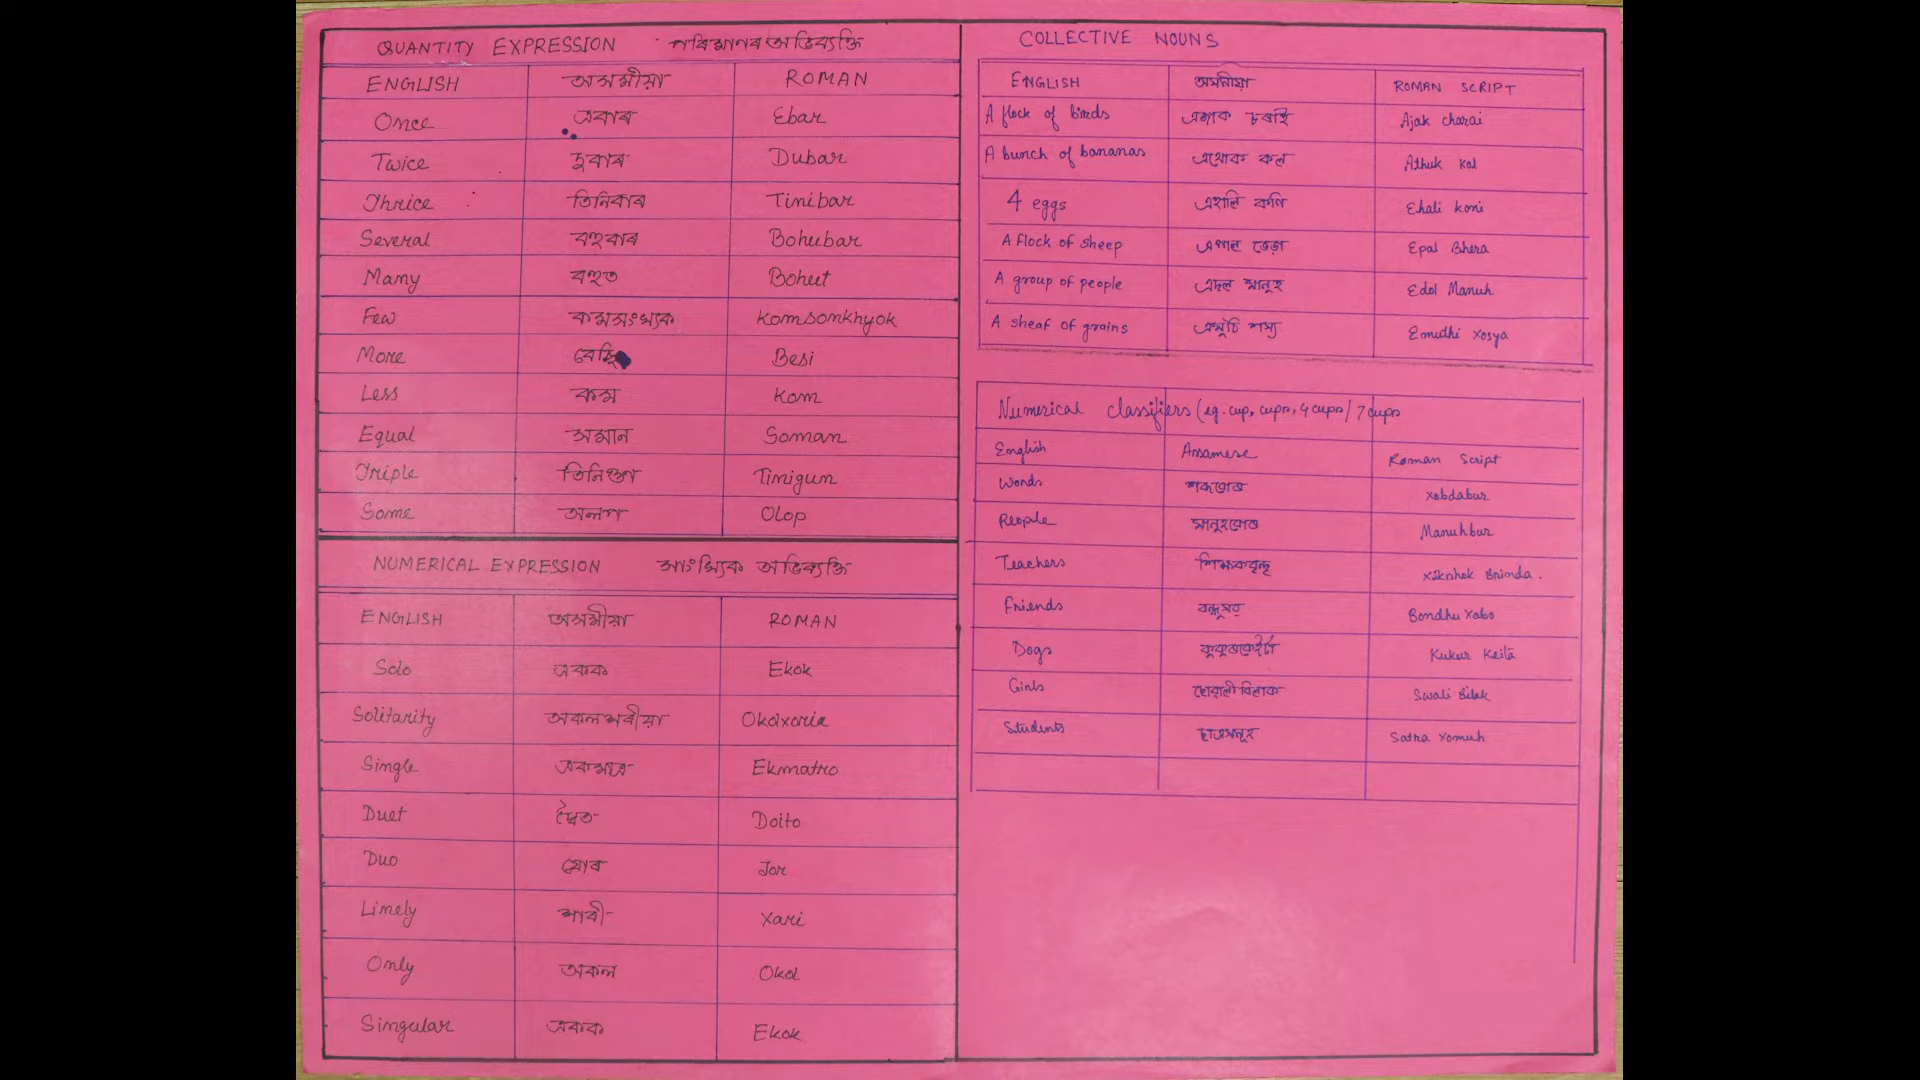 QUANTITY EXPRESSION পৰিমানৰ অভিব্যক্তি
ENGLISH অসমীয়া ROMAN
Once এবাৰ Ebar
Twice দুবাৰ Dubar
Thrice তিনিবাৰ Tinibar
Several বহুবাৰ Bohubar
Many বহুত Bohut
Few কমসংখ্যক Komsonkhyok
More বেছি Besi
Less কম Kom
Equal সমান Soman
Triple তিনিগুণ Tinigun
Some অলপ Olop
NUMERICAL EXPRESSION সাংখ্যিক অভিব্যক্তি
ENGLISH অসমীয়া ROMAN
Solo একক Ekok
Solitarity অকলশৰীয়া Okolxoria
Single একমাত্ৰ Ekmatro
Duet দ্বৈত Doito
Duo যোৰ Jor
Linely শাৰী Xari
Only অকল Okol
Singular একক Ekok
COLLECTIVE NOUNS
ENGLISH অসমীয়া ROMAN SCRIPT
A flock of birds এজাক চৰাই Ajak charai
A bunch of bananas এথোক কল Athuk kol
4 eggs এহালি কণি Ehali koni
A flock of sheep এপাল ভেড়া Epal Bhera
A group of people এদল মানুহ Edol Manuh
A sheaf of grains এমুঠি শস্য Emuthi xosya
Numerical classifiers (eg. cup, cups, 4 cups/ 7 cups
English Assamese Roman Script
Words শব্দবোৰ xobdabur
People মানুহবোৰ Manuhbur
Teachers শিক্ষকবৃন্দ xikshok Brinda.
Friends বন্ধুসৱ Bondhu xabo
Dogs কুকুৰকেইটা Kukur Keita
Girls ছোৱালীবিলাক Swali Bilak
Students ছাত্ৰসমূহ Satra xomuh